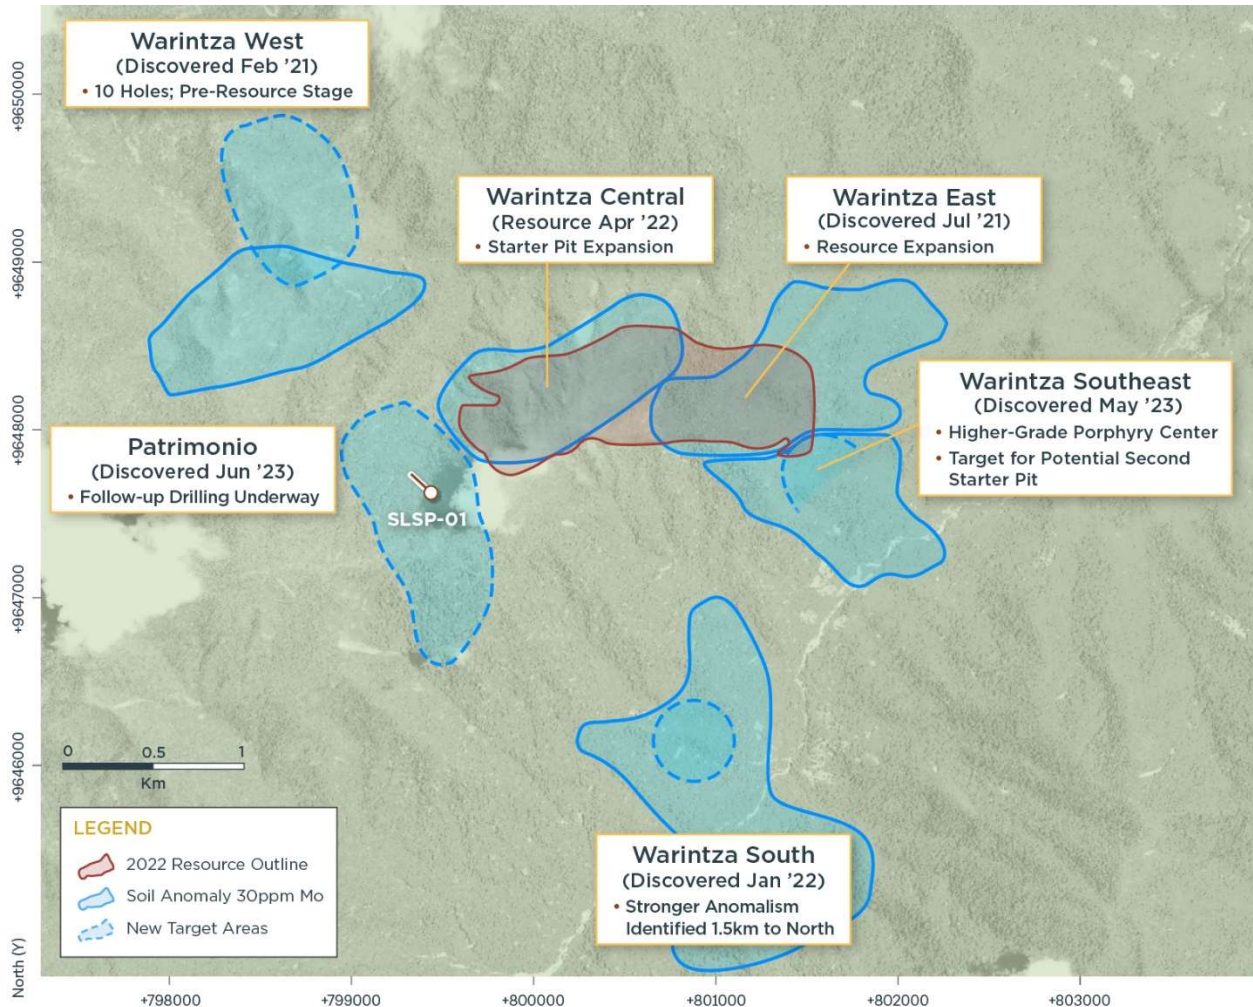 Warintza West
(Discovered Feb ’21)
• 10 Holes; Pre-Resource Stage
Warintza Central
(Resource Apr ’22)
• Starter Pit Expansion
Warintza East
(Discovered Jul ’21)
• Resource Expansion
Warintza Southeast
(Discovered May ’23)
• Higher-Grade Porphyry Center
• Target for Potential Second
Starter Pit
Patrimonio
(Discovered Jun ’23)
• Follow-up Drilling Underway
SLSP-01
Warintza South
(Discovered Jan ’22)
• Stronger Anomalism
Identified 1.5km to North
0 0.5 1
Km
LEGEND
2022 Resource Outline
Soil Anomaly 30ppm Mo
New Target Areas
+9650000
+9649000
+9648000
+9647000
+9646000
North (Y)
+798000 +799000 +800000 +801000 +802000 +803000